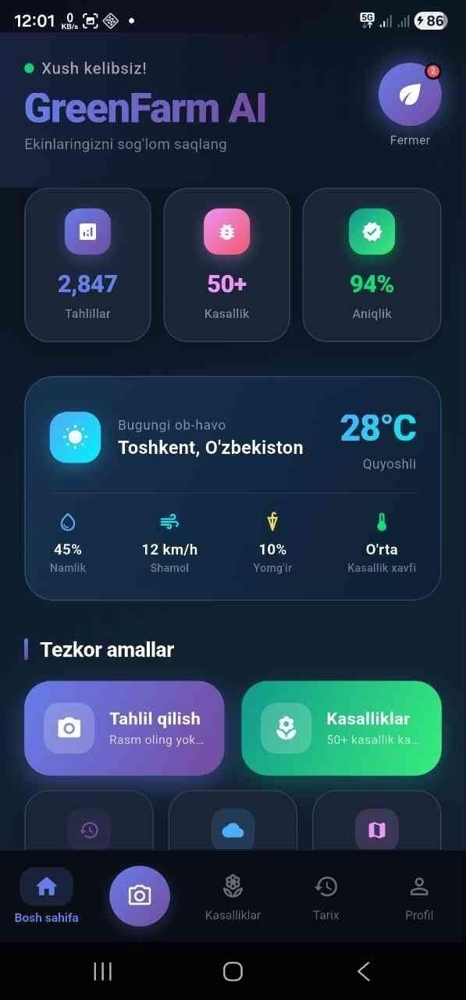 12:01 0 KB/s 5G 86
Xush kelibsiz!
GreenFarm AI
Ekinlaringizni sog'lom saqlang
2
Fermer
2,847
Tahlillar
50+
Kasallik
94%
Aniqlik
Bugungi ob-havo
Toshkent, O'zbekiston
28°C
Quyoshli
45%
Namlik
12 km/h
Shamol
10%
Yomg'ir
O'rta
Kasallik xavfi
Tezkor amallar
Tahlil qilish
Rasm oling yok...
Kasalliklar
50+ kasallik ka...
Bosh sahifa
Kasalliklar
Tarix
Profil